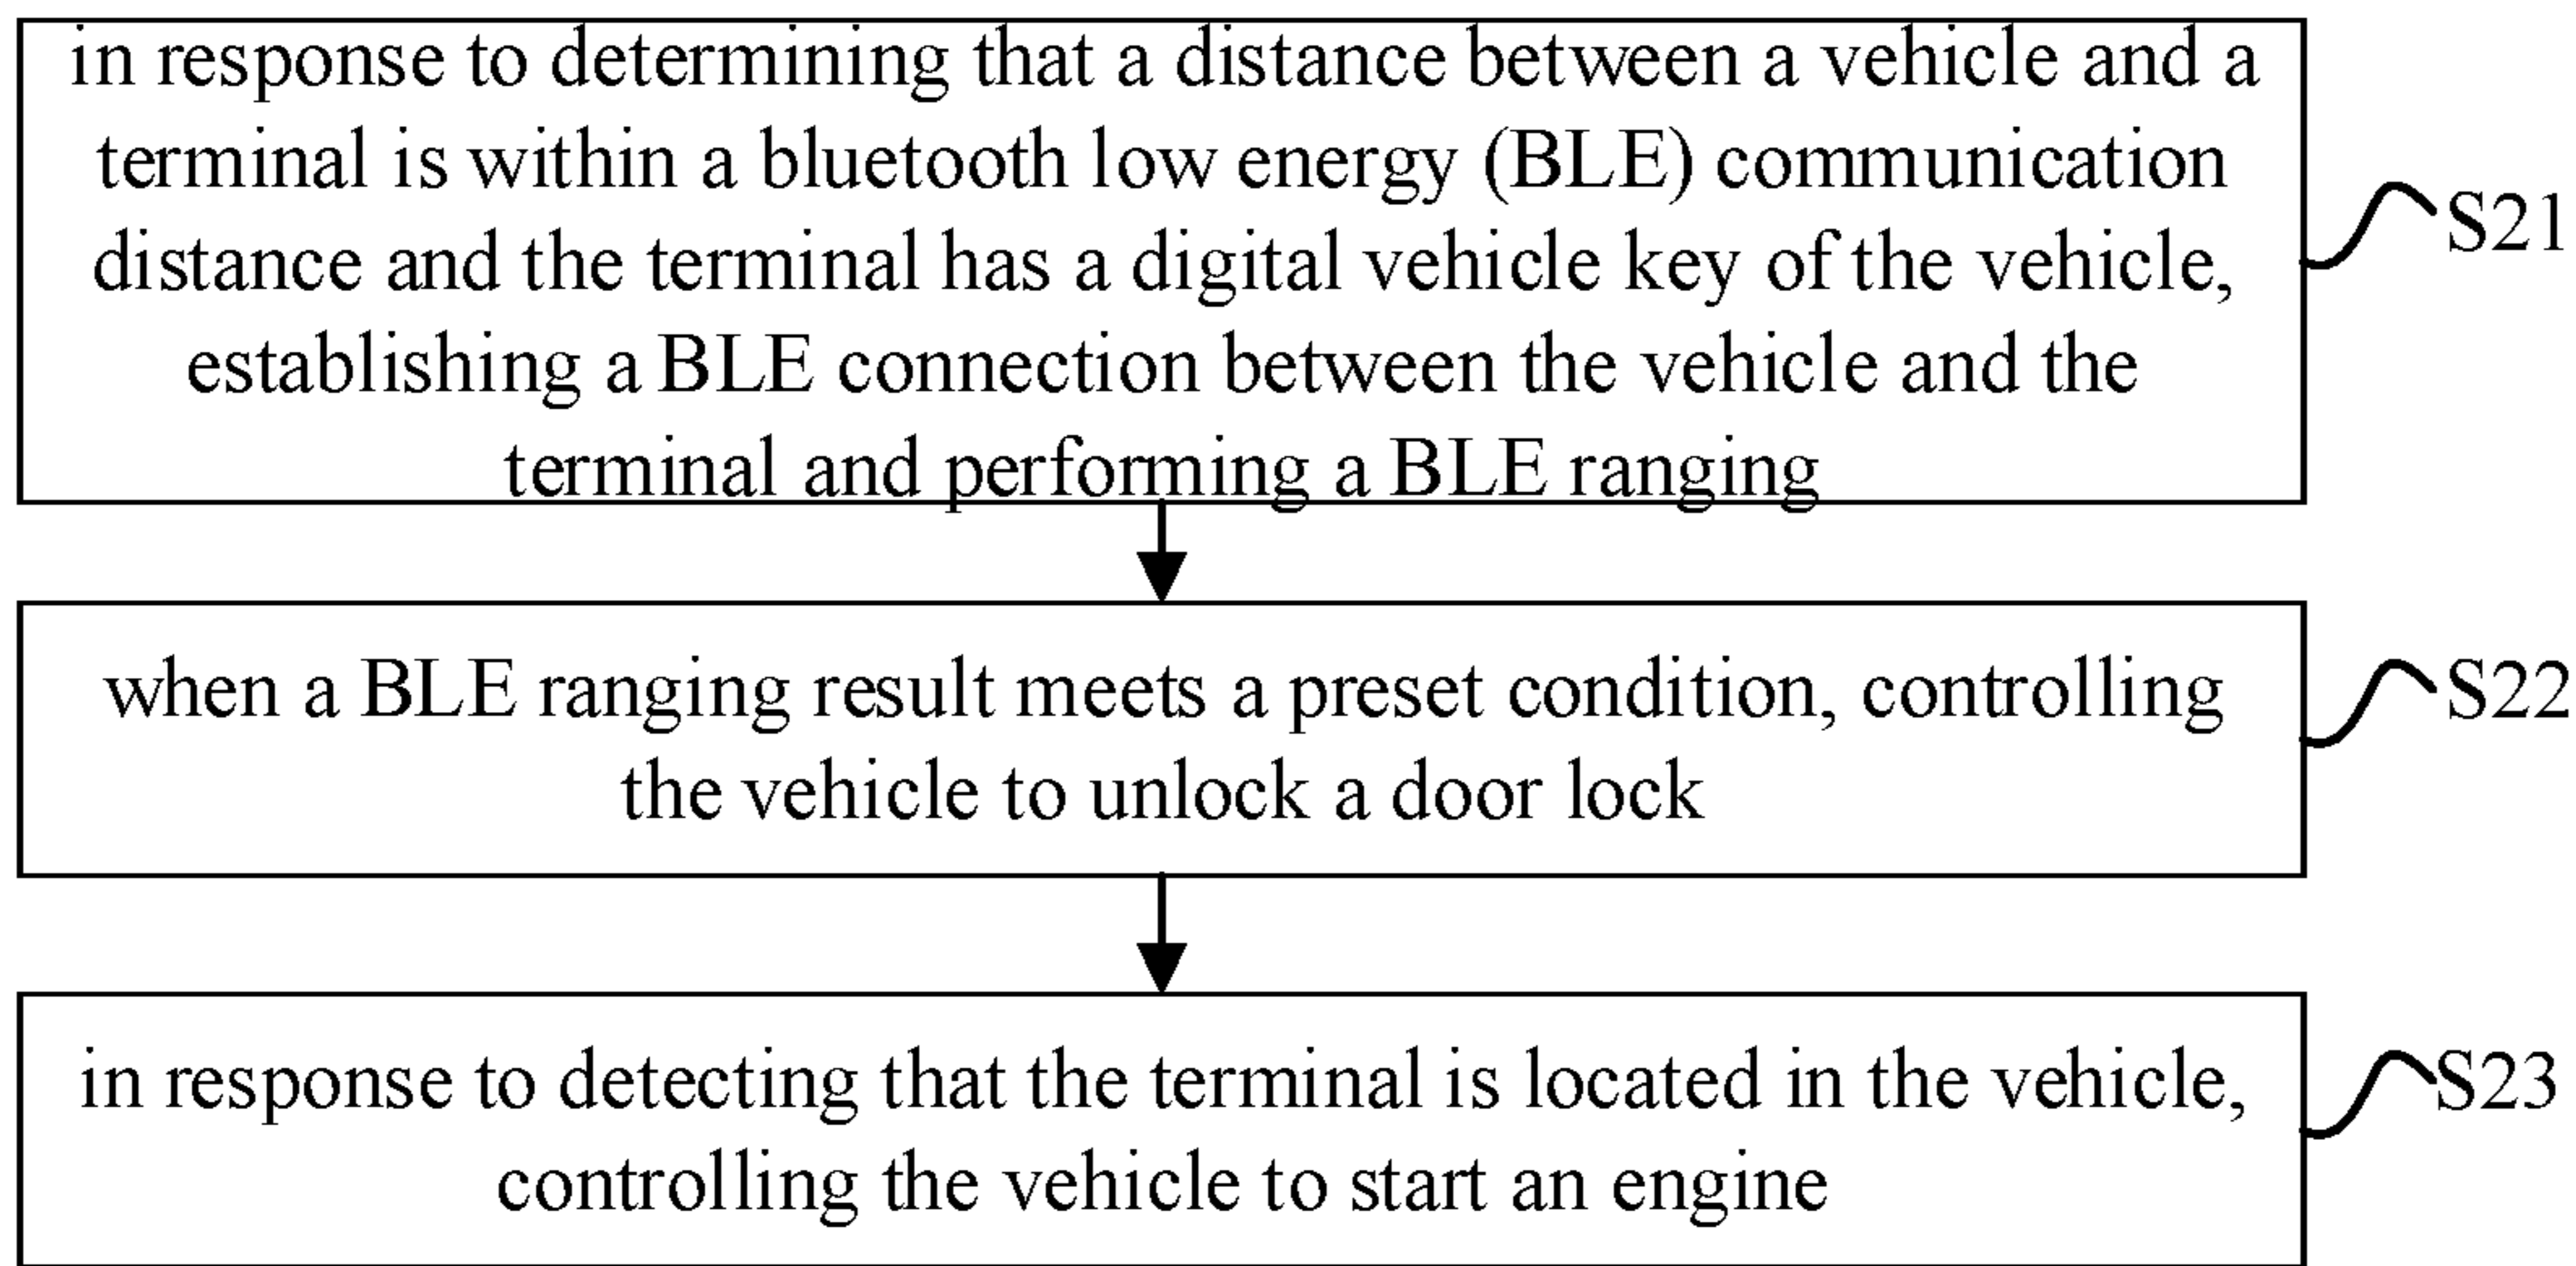 in response to determining that a distance between a vehicle and a
terminal is within a bluetooth low energy (BLE) communication
distance and the terminal has a digital vehicle key of the vehicle,
establishing a BLE connection between the vehicle and the
terminal and performing a BLE ranging
S21
when a BLE ranging result meets a preset condition, controlling
the vehicle to unlock a door lock
S22
in response to detecting that the terminal is located in the vehicle,
controlling the vehicle to start an engine
S23